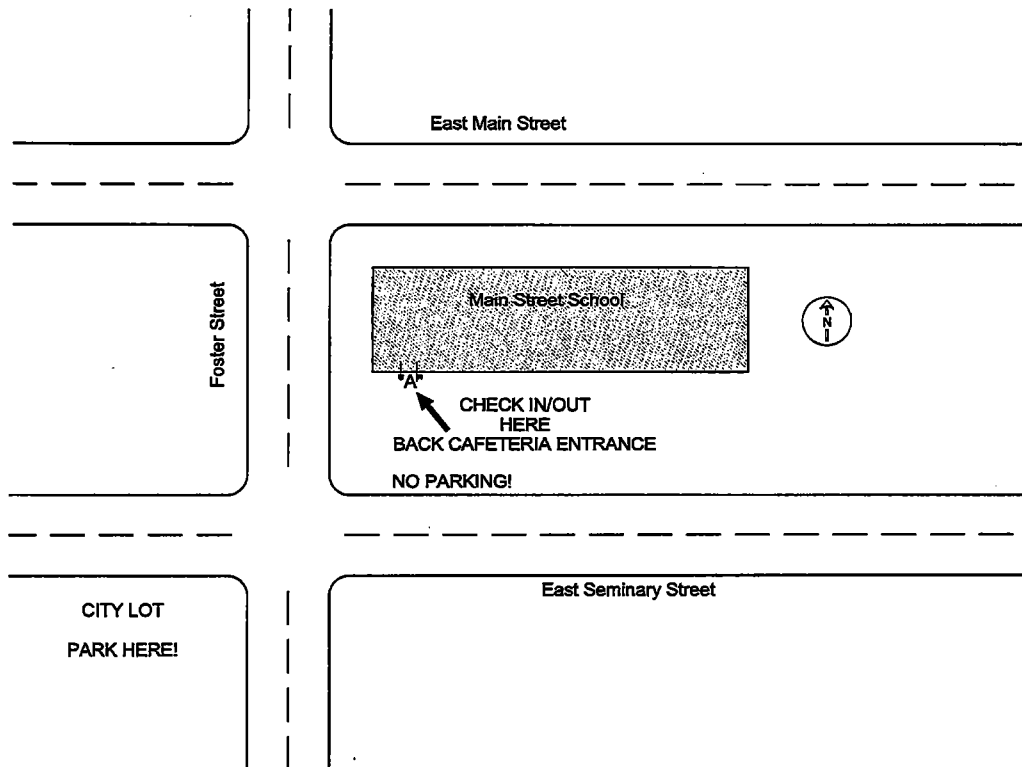 East Main Street
Foster Street
Main Street School
N
A
CHECK IN/OUT
HERE
BACK CAFETERIA ENTRANCE
NO PARKING!
East Seminary Street
CITY LOT
PARK HERE!